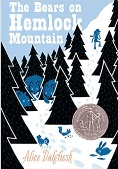 The Bears on
Hemlock
Mountain
Alice Dalgliesh